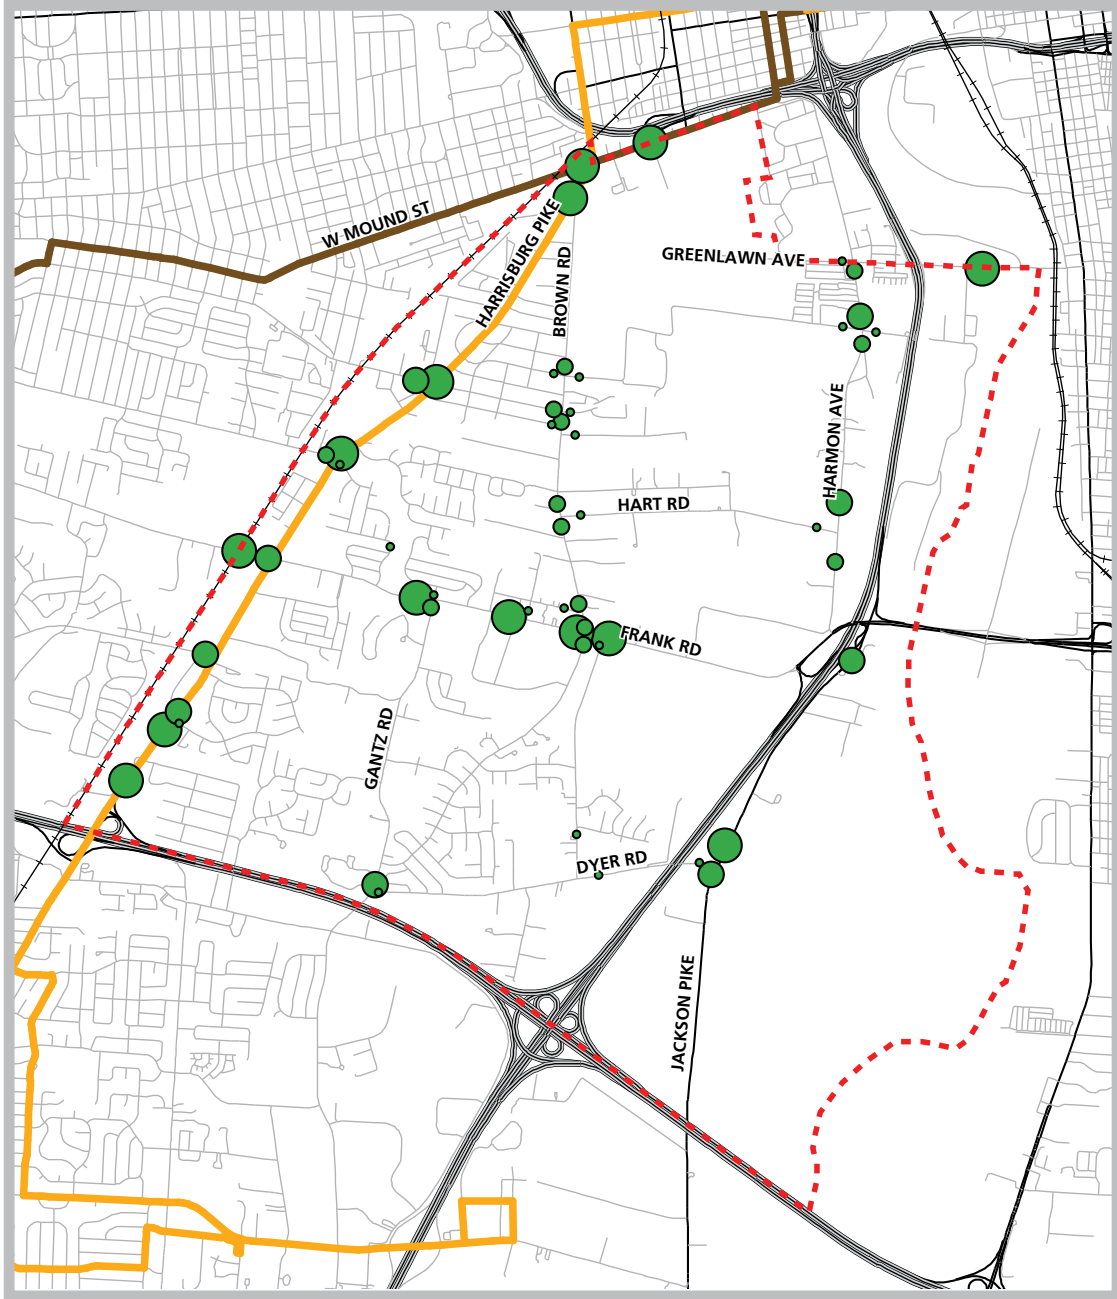 W MOUND ST
HARRISBURG PIKE
BROWN RD
GREENLAWN AVE
HARMON AVE
HART RD
FRANK RD
GANTZ RD
DYER RD
JACKSON PIKE